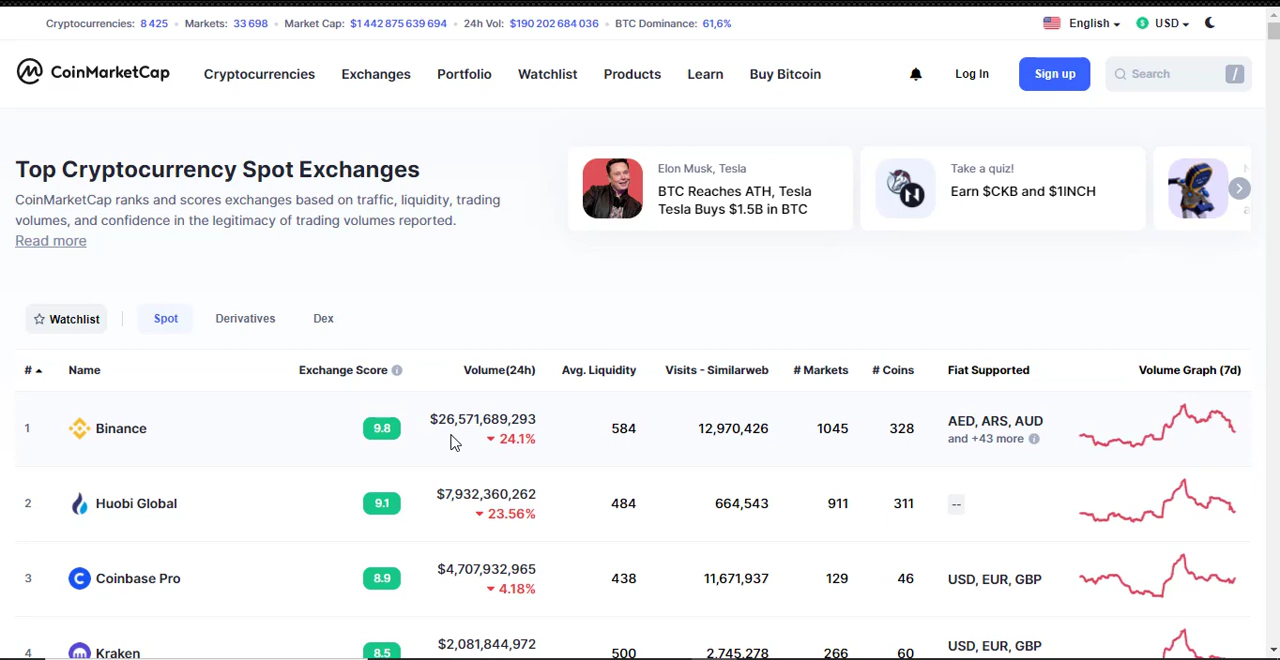 Cryptocurrencies: 8 425 Markets: 33 698 Market Cap: $1 442 875 639 694 24h Vol: $190 202 684 036 BTC Dominance: 61,6% English USD
CoinMarketCap Cryptocurrencies Exchanges Portfolio Watchlist Products Learn Buy Bitcoin Log In Sign up Search /
Top Cryptocurrency Spot Exchanges
CoinMarketCap ranks and scores exchanges based on traffic, liquidity, trading
volumes, and confidence in the legitimacy of trading volumes reported.
Read more
Elon Musk, Tesla
BTC Reaches ATH, Tesla
Tesla Buys $1.5B in BTC
Take a quiz!
Earn $CKB and $1INCH
Watchlist Spot Derivatives Dex
# Name Exchange Score Volume(24h) Avg. Liquidity Visits - Similarweb # Markets # Coins Fiat Supported Volume Graph (7d)
1 Binance 9.8 $26,571,689,293 584 12,970,426 1045 328 AED, ARS, AUD
24.1% and +43 more
2 Huobi Global 9.1 $7,932,360,262 484 664,543 911 311 --
23.56%
3 Coinbase Pro 8.9 $4,707,932,965 438 11,671,937 129 46 USD, EUR, GBP
4.18%
4 Kraken 8.5 $2,081,844,972 500 2,745,278 266 60 USD, EUR, GBP